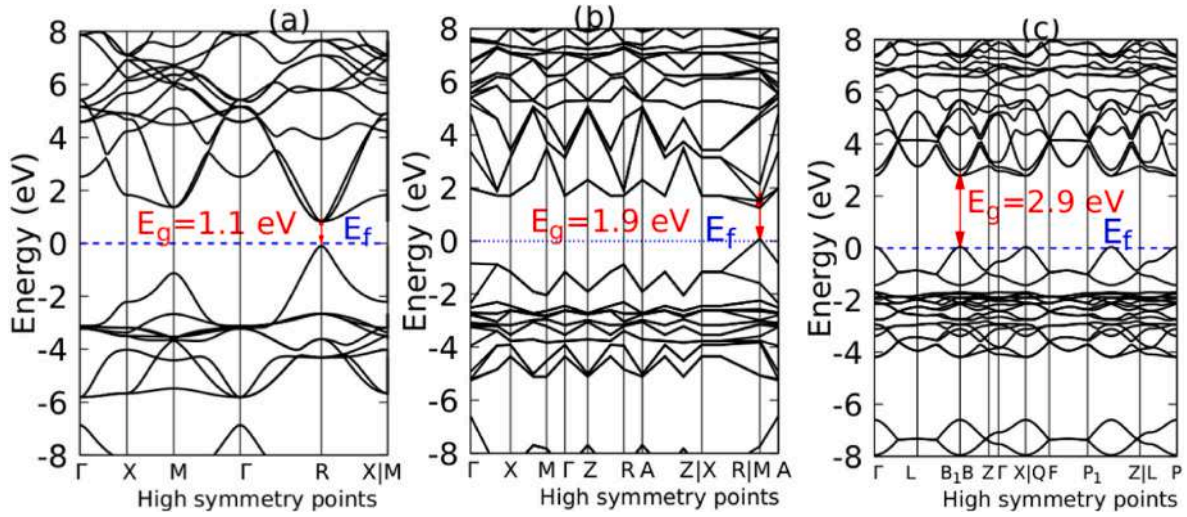 (a)
Energy (eV)
8
6
4
2
0
-2
-4
-6
-8
E_g=1.1 eV
E_f
Γ X M Γ R X|M
High symmetry points
(b)
Energy (eV)
8
6
4
2
0
-2
-4
-6
-8
E_g=1.9 eV
E_f
Γ X M Γ Z R A Z|X R|M A
High symmetry points
(c)
Energy (eV)
8
6
4
2
0
-2
-4
-6
-8
E_g=2.9 eV
E_f
Γ L B₁B Z Γ X|Q F P₁ Z|L P
High symmetry points